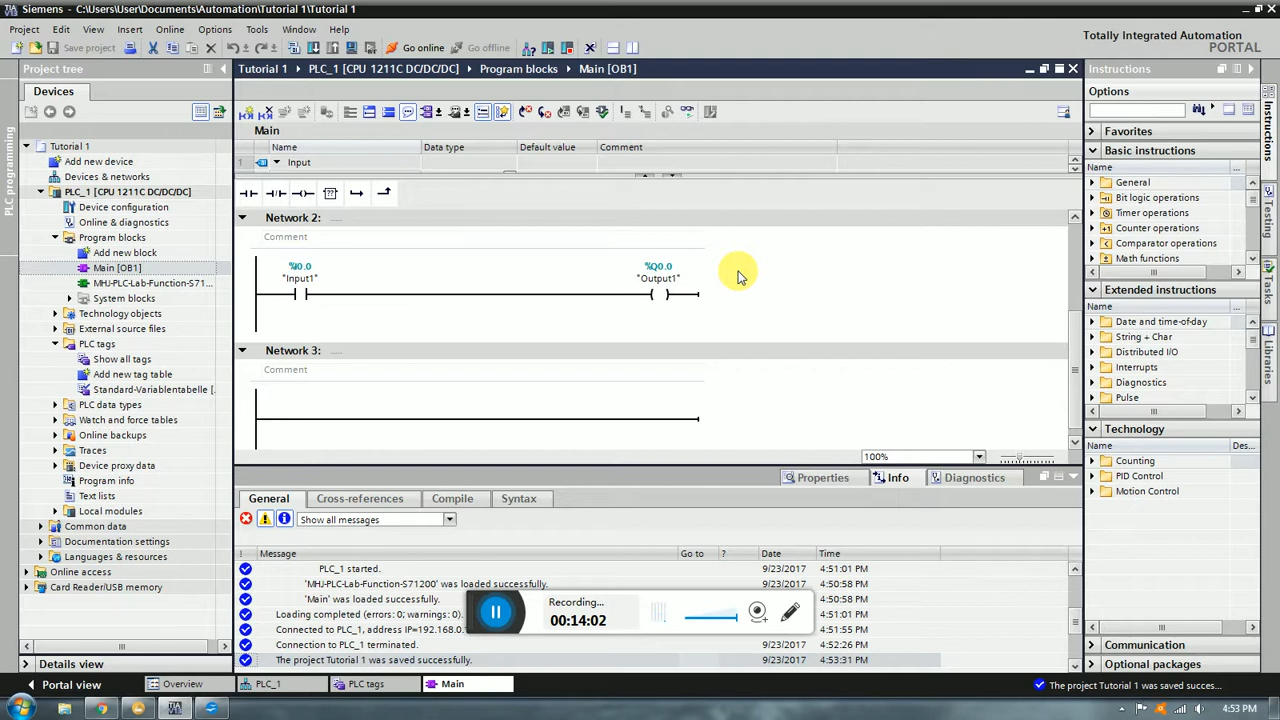 Siemens - C:\Users\User\Documents\Automation\Tutorial 1\Tutorial 1
Project Edit View Insert Online Options Tools Window Help
Totally Integrated Automation
PORTAL
Save project Go online Go offline
Project tree
Tutorial 1 PLC_1 [CPU 1211C DC/DC/DC] Program blocks Main [OB1]
Instructions
Devices
Options
Tutorial 1
Add new device
Devices & networks
PLC_1 [CPU 1211C DC/DC/DC]
Device configuration
Online & diagnostics
Program blocks
Add new block
Main [OB1]
MHJ-PLC-Lab-Function-S71...
System blocks
Technology objects
External source files
PLC tags
Show all tags
Add new tag table
Standard-Variablentabelle [...
PLC data types
Watch and force tables
Online backups
Traces
Device proxy data
Program info
Text lists
Local modules
Common data
Documentation settings
Languages & resources
Online access
Card Reader/USB memory
Details view
PLC programming
Main
Name Data type Default value Comment
1 Input
Network 2: .....
Comment
%I0.0
"Input1"
%Q0.0
"Output1"
Network 3: .....
Comment
100%
Properties Info Diagnostics
General Cross-references Compile Syntax
Show all messages
! Message Go to ? Date Time
PLC_1 started. 9/23/2017 4:51:01 PM
'MHJ-PLC-Lab-Function-S71200' was loaded successfully. 9/23/2017 4:50:58 PM
'Main' was loaded successfully. 9/23/2017 4:50:58 PM
Loading completed (errors: 0; warnings: 0). 9/23/2017 4:51:01 PM
Connected to PLC_1, address IP=192.168.0. 9/23/2017 4:51:55 PM
Connection to PLC_1 terminated. 9/23/2017 4:52:26 PM
The project Tutorial 1 was saved successfully. 9/23/2017 4:53:31 PM
Recording...
00:14:02
Favorites
Basic instructions
Name
General
Bit logic operations
Timer operations
Counter operations
Comparator operations
Math functions
Extended instructions
Name
Date and time-of-day
String + Char
Distributed I/O
Interrupts
Diagnostics
Pulse
Technology
Name Des...
Counting
PID Control
Motion Control
Communication
Optional packages
Instructions
Testing
Tasks
Libraries
Portal view Overview PLC_1 PLC tags Main
The project Tutorial 1 was saved succes...
4:53 PM